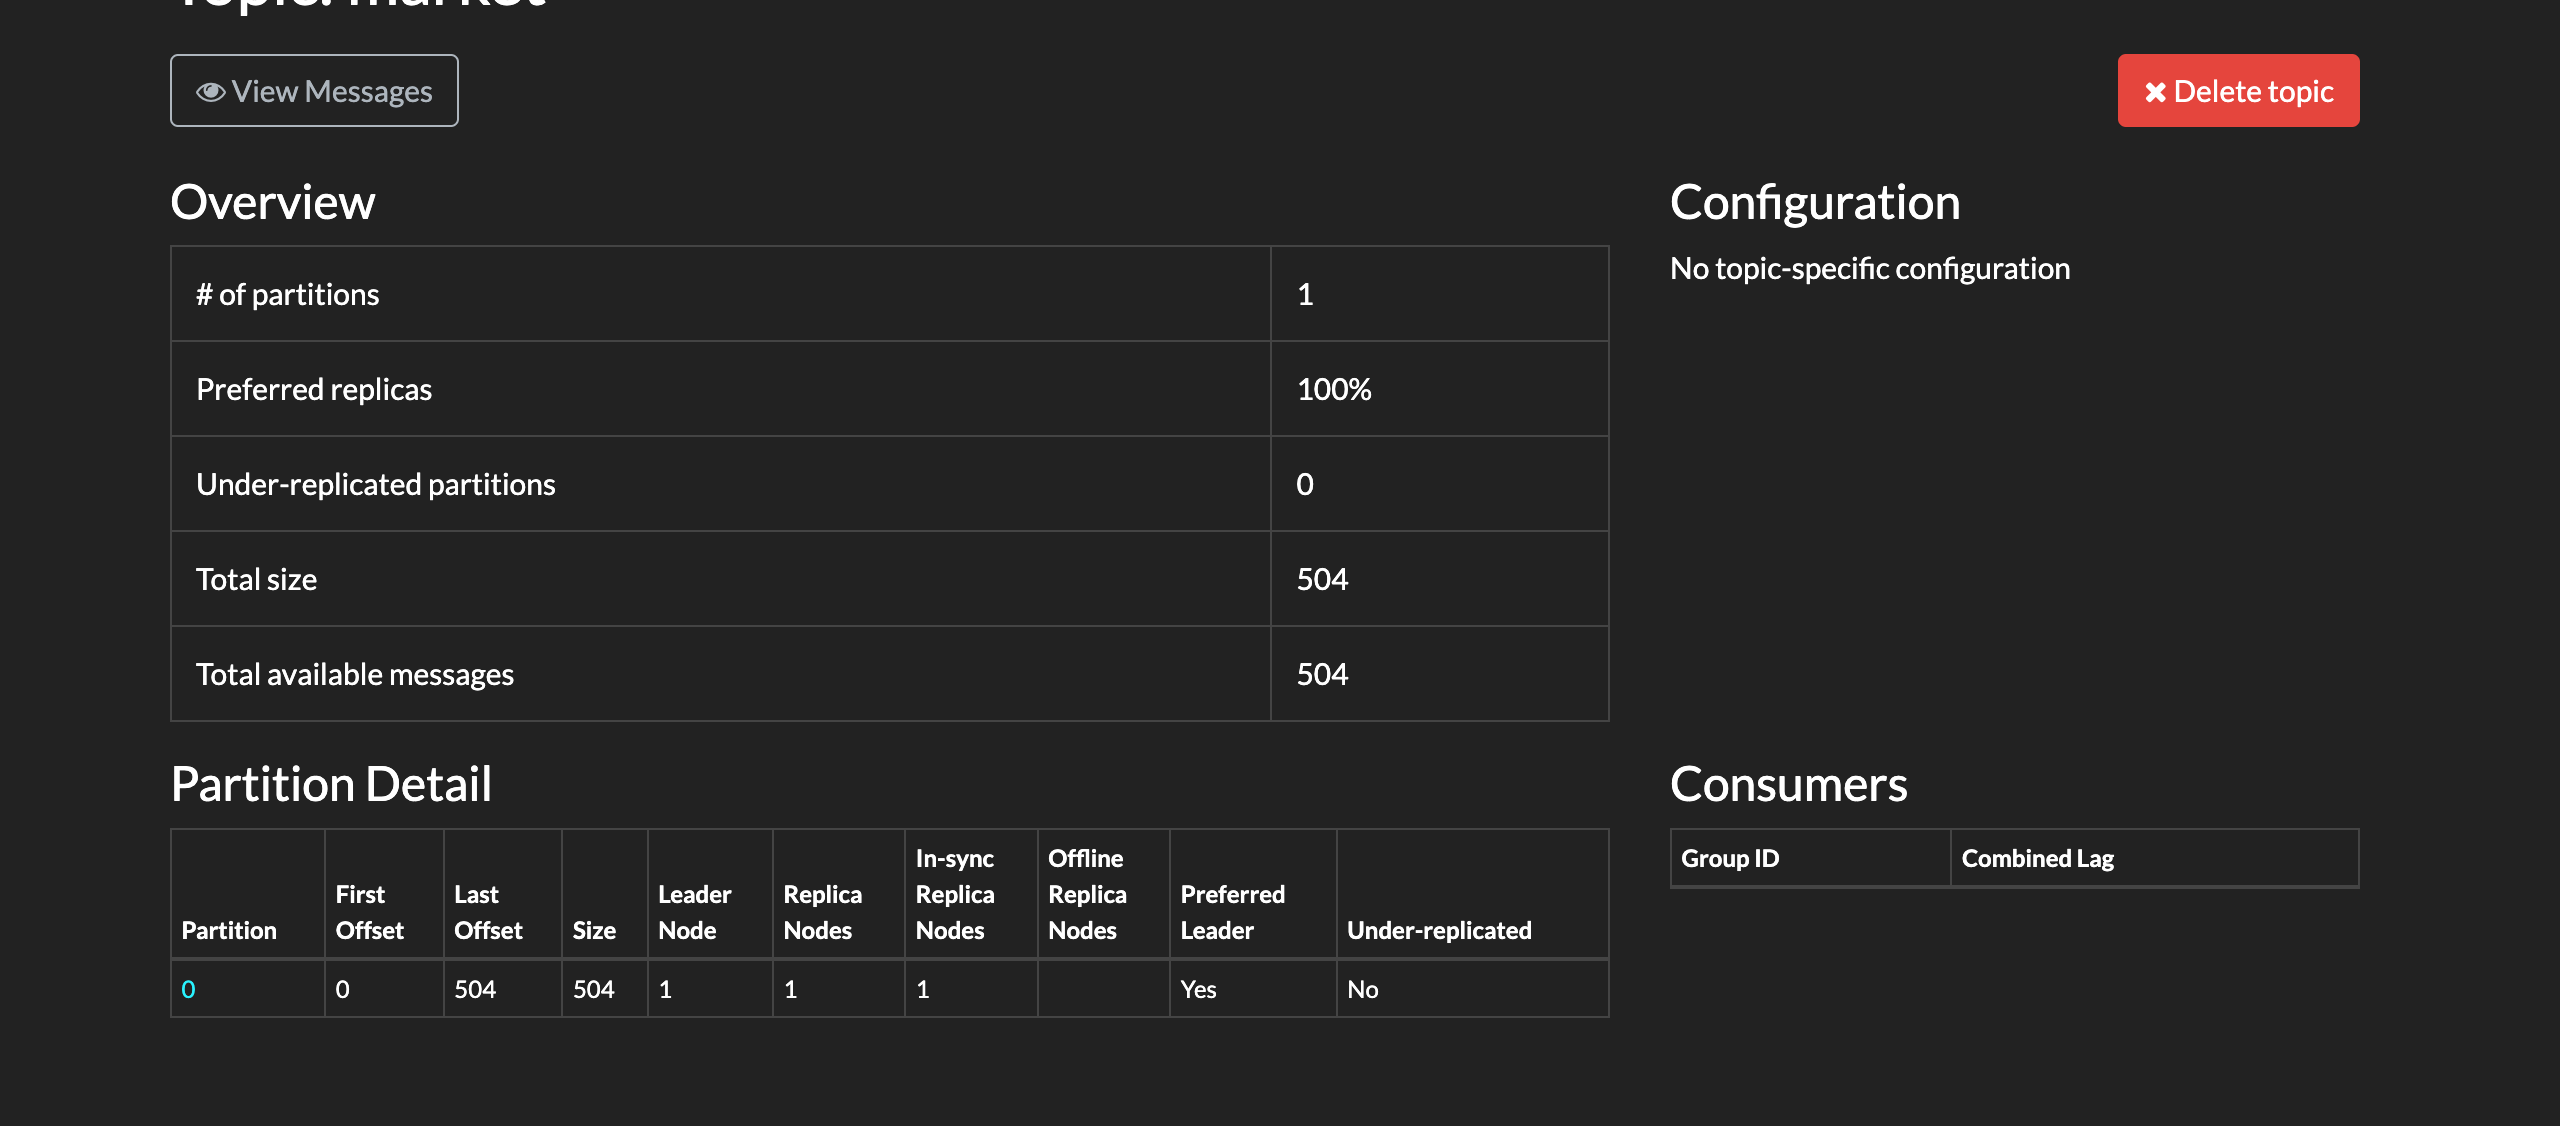 Topic: market
View Messages
Delete topic
Overview
# of partitions 1
Preferred replicas 100%
Under-replicated partitions 0
Total size 504
Total available messages 504
Configuration
No topic-specific configuration
Partition Detail
Partition First Offset Last Offset Size Leader Node Replica Nodes In-sync Replica Nodes Offline Replica Nodes Preferred Leader Under-replicated
0 0 504 504 1 1 1 Yes No
Consumers
Group ID Combined Lag